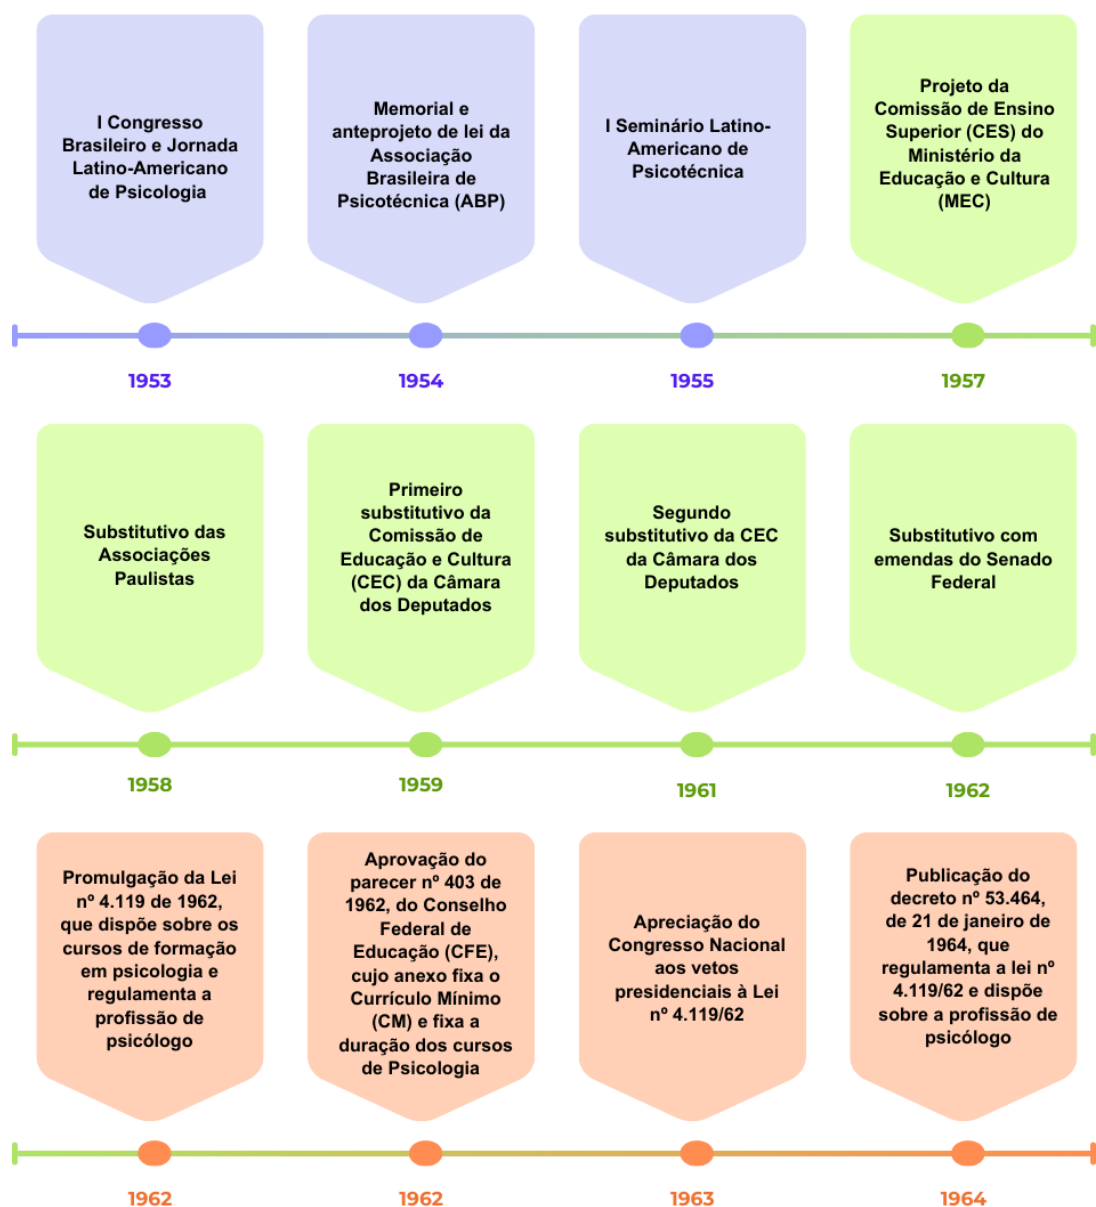 I Congresso
Brasileiro e Jornada
Latino-Americano
de Psicologia
Memorial e
anteprojeto de lei da
Associação
Brasileira de
Psicotécnica (ABP)
I Seminário Latino-
Americano de
Psicotécnica
Projeto da
Comissão de Ensino
Superior (CES) do
Ministério da
Educação e Cultura
(MEC)
1953
1954
1955
1957
Substitutivo das
Associações
Paulistas
Primeiro
substitutivo da
Comissão de
Educação e Cultura
(CEC) da Câmara
dos Deputados
Segundo
substitutivo da CEC
da Câmara dos
Deputados
Substitutivo com
emendas do Senado
Federal
1958
1959
1961
1962
Promulgação da Lei
nº 4.119 de 1962,
que dispõe sobre os
cursos de formação
em psicologia e
regulamenta a
profissão de
psicólogo
Aprovação do
parecer nº 403 de
1962, do Conselho
Federal de
Educação (CFE),
cujo anexo fixa o
Currículo Mínimo
(CM) e fixa a
duração dos cursos
de Psicologia
Apreciação do
Congresso Nacional
aos vetos
presidenciais à Lei
nº 4.119/62
Publicação do
decreto nº 53.464,
de 21 de janeiro de
1964, que
regulamenta a lei nº
4.119/62 e dispõe
sobre a profissão de
psicólogo
1962
1962
1963
1964